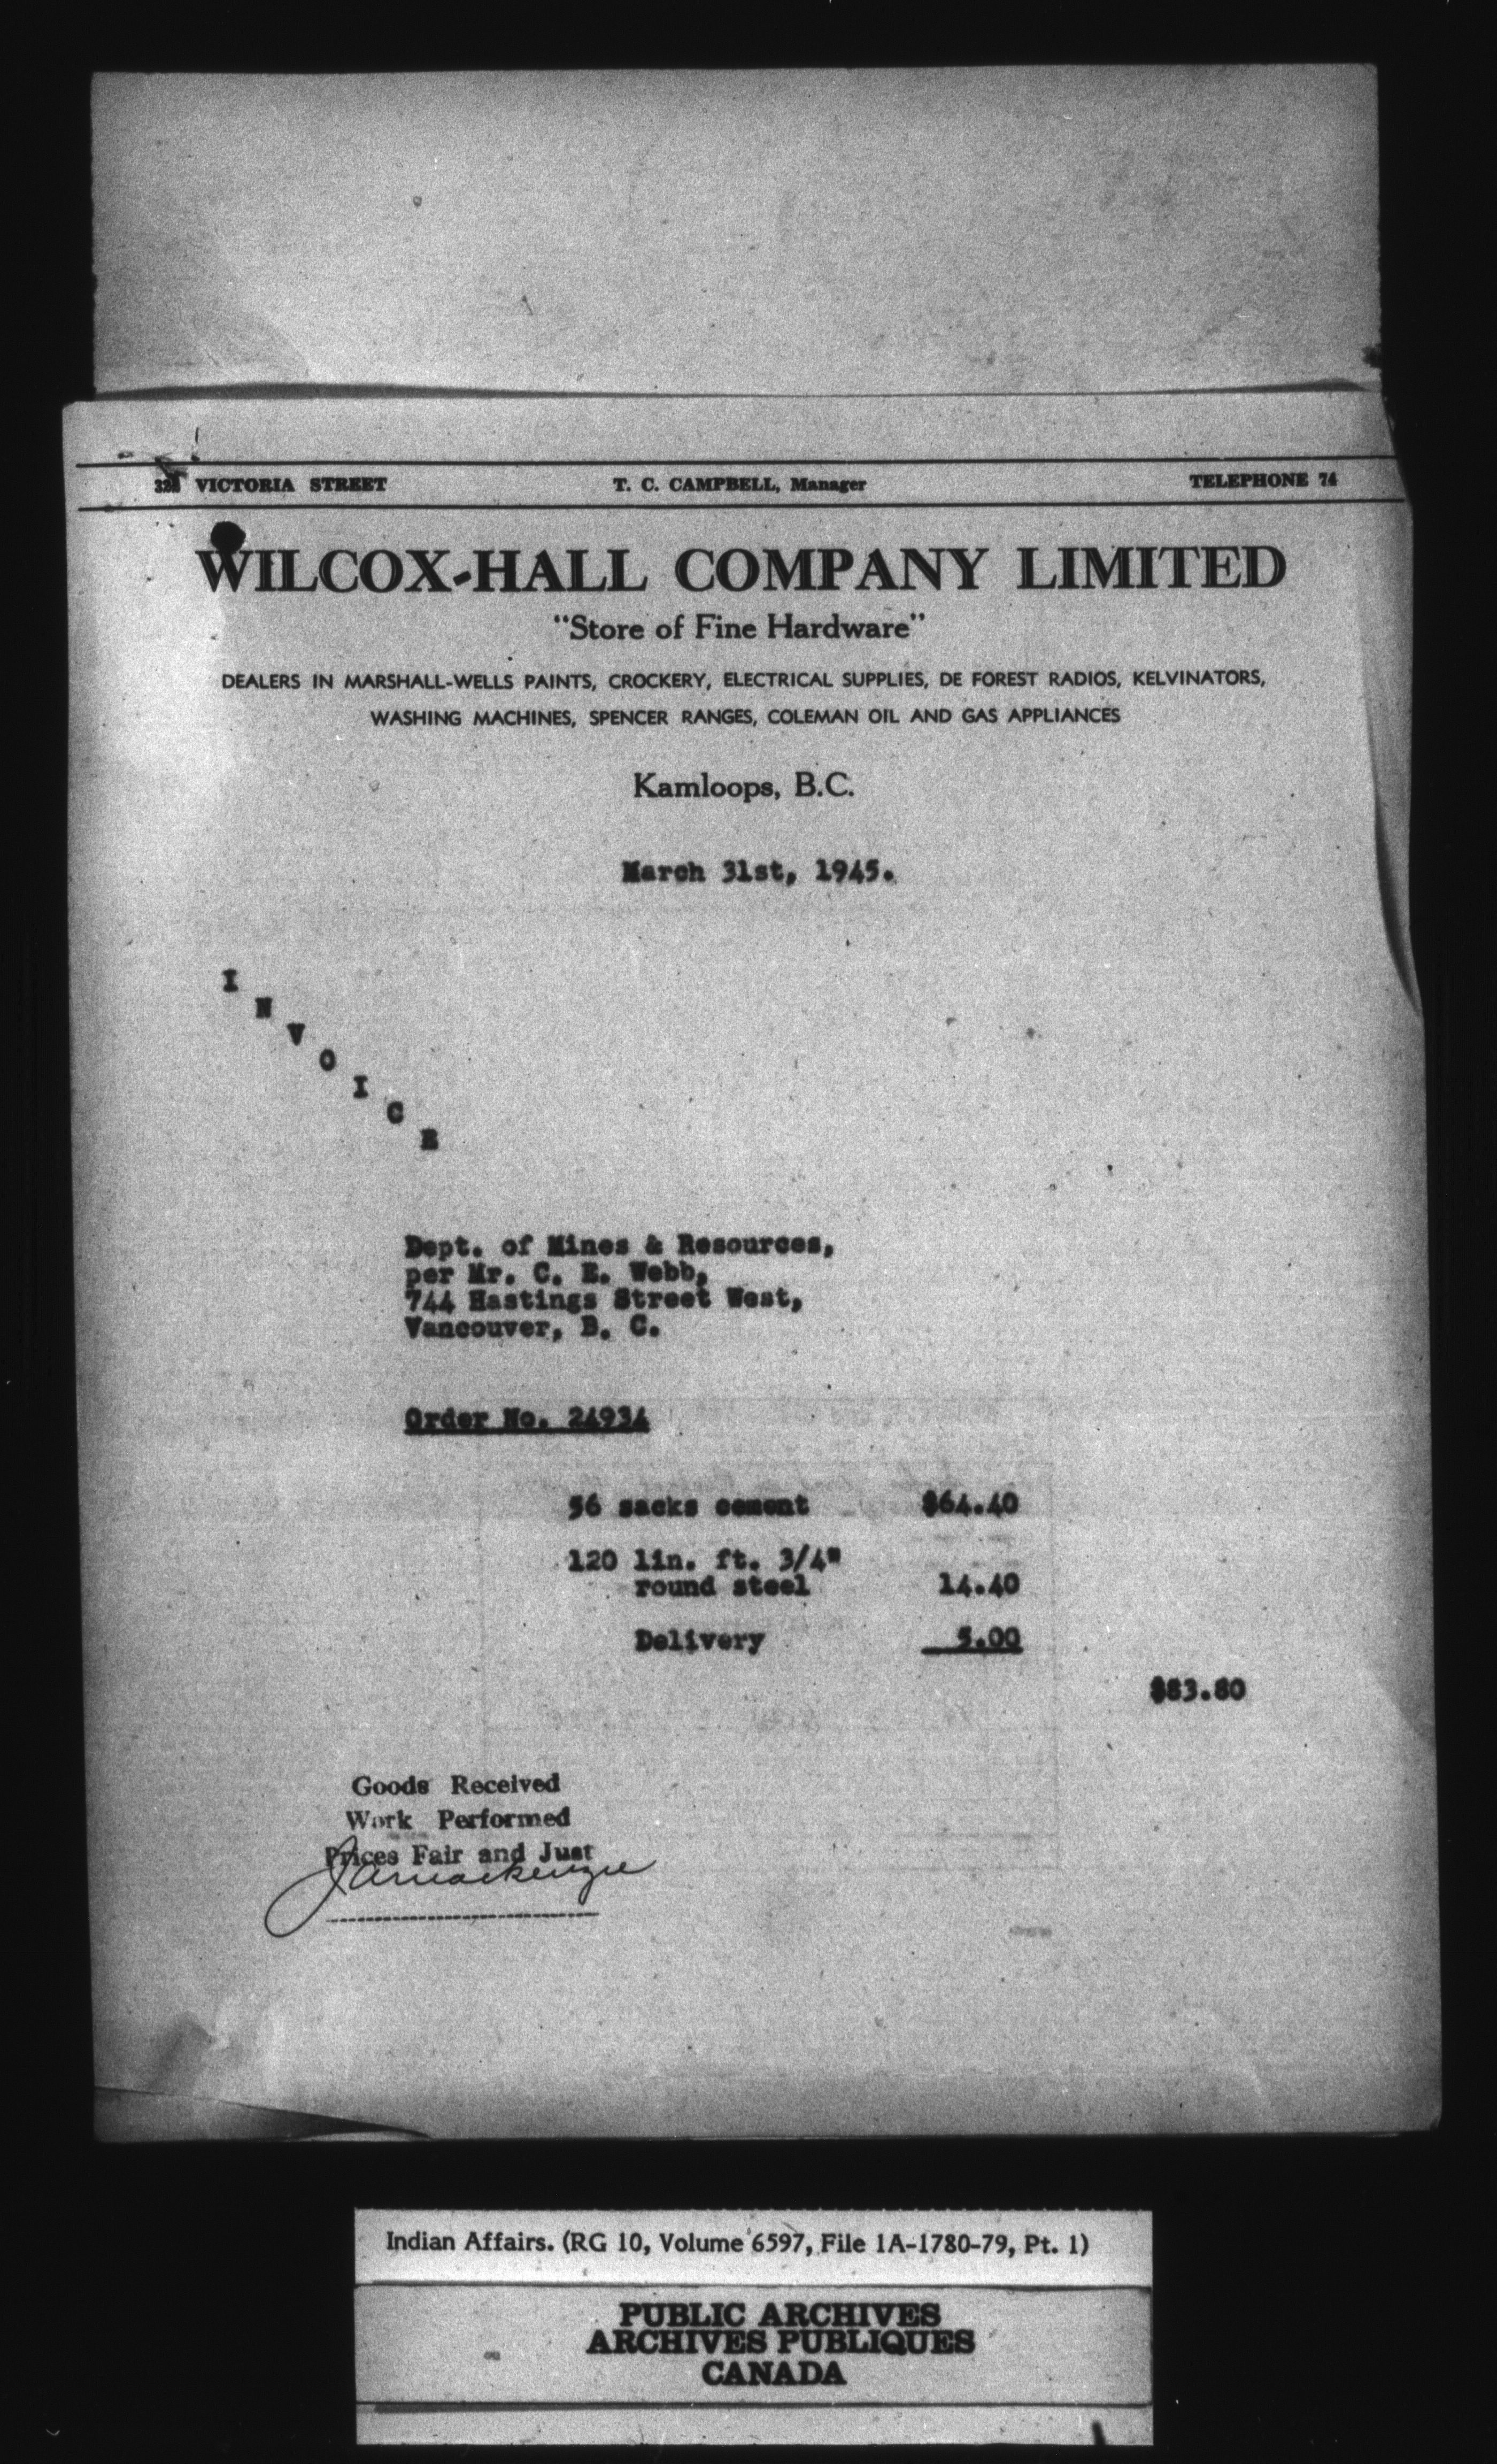 VICTORIA STREET T. C. CAMPBELL, Manager TELEPHONE 74
WILCOX-HALL COMPANY LIMITED
"Store of Fine Hardware"
DEALERS IN MARSHALL-WELLS PAINTS, CROCKERY, ELECTRICAL SUPPLIES, DE FOREST RADIOS, KELVINATORS,
WASHING MACHINES, SPENCER RANGES, COLEMAN OIL AND GAS APPLIANCES
Kamloops, B.C.
March 31st, 1945.
I
N
V
O
I
C
E
Dept. of Mines & Resources,
per Mr. C. E. Webb,
744 Hastings Street West,
Vancouver, B. C.
Order No. 24934
56 sacks cement $64.40
120 lin. ft. 3/4"
round steel 14.40
Delivery 5.00
$83.80
Goods Received
Work Performed
Prices Fair and Just
JAMackenzie
Indian Affairs. (RG 10, Volume 6597, File 1A-1780-79, Pt. 1)
PUBLIC ARCHIVES
ARCHIVES PUBLIQUES
CANADA